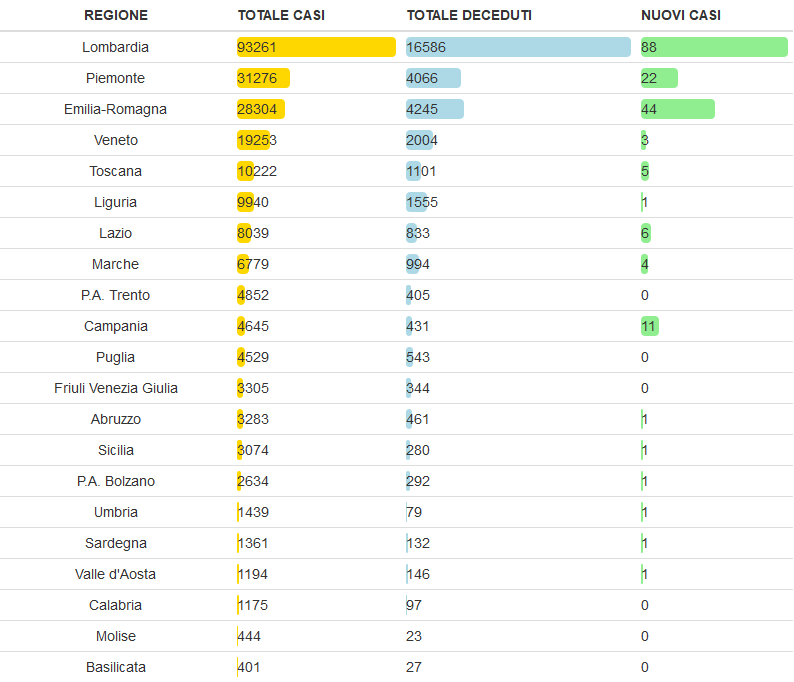 REGIONE TOTALE CASI TOTALE DECEDUTI NUOVI CASI
Lombardia 93261 16586 88
Piemonte 31276 4066 22
Emilia-Romagna 28304 4245 44
Veneto 19253 2004 3
Toscana 10222 1101 5
Liguria 9940 1555 1
Lazio 8039 833 6
Marche 6779 994 4
P.A. Trento 4852 405 0
Campania 4645 431 11
Puglia 4529 543 0
Friuli Venezia Giulia 3305 344 0
Abruzzo 3283 461 1
Sicilia 3074 280 1
P.A. Bolzano 2634 292 1
Umbria 1439 79 1
Sardegna 1361 132 1
Valle d'Aosta 1194 146 1
Calabria 1175 97 0
Molise 444 23 0
Basilicata 401 27 0